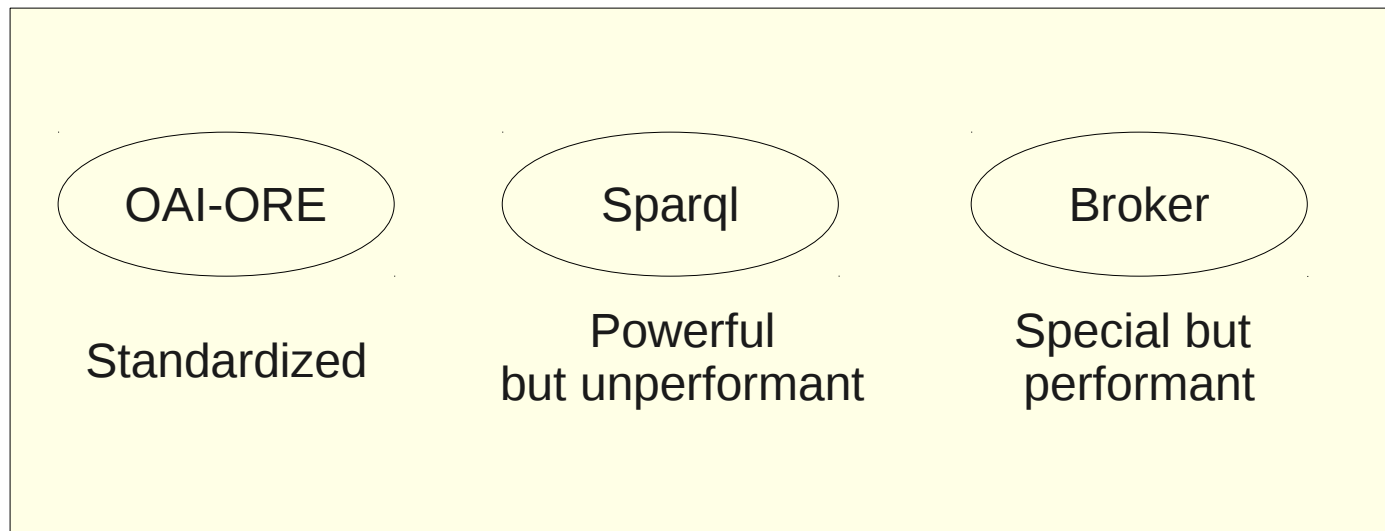 OAI-ORE
Standardized
Sparql
Powerful
but unperformant
Broker
Special but
performant